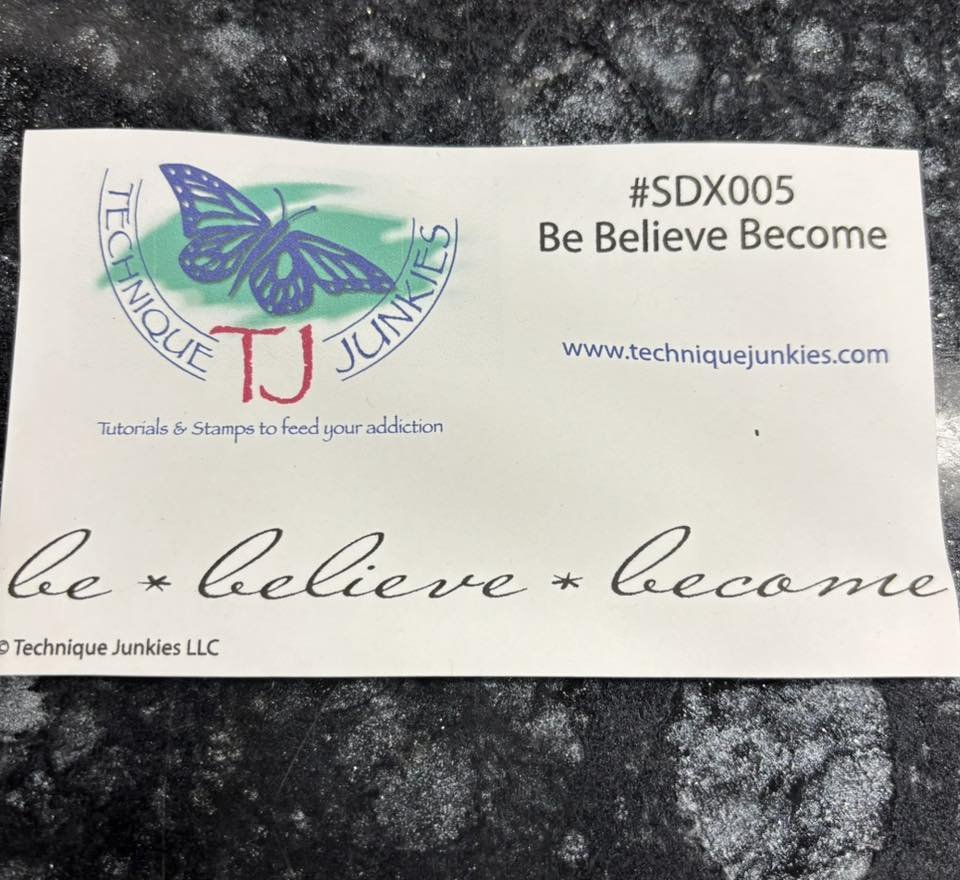 TECHNIQUE JUNKIES
TJ
Tutorials & Stamps to feed your addiction
#SDX005
Be Believe Become
www.techniquejunkies.com
be * believe * become
© Technique Junkies LLC